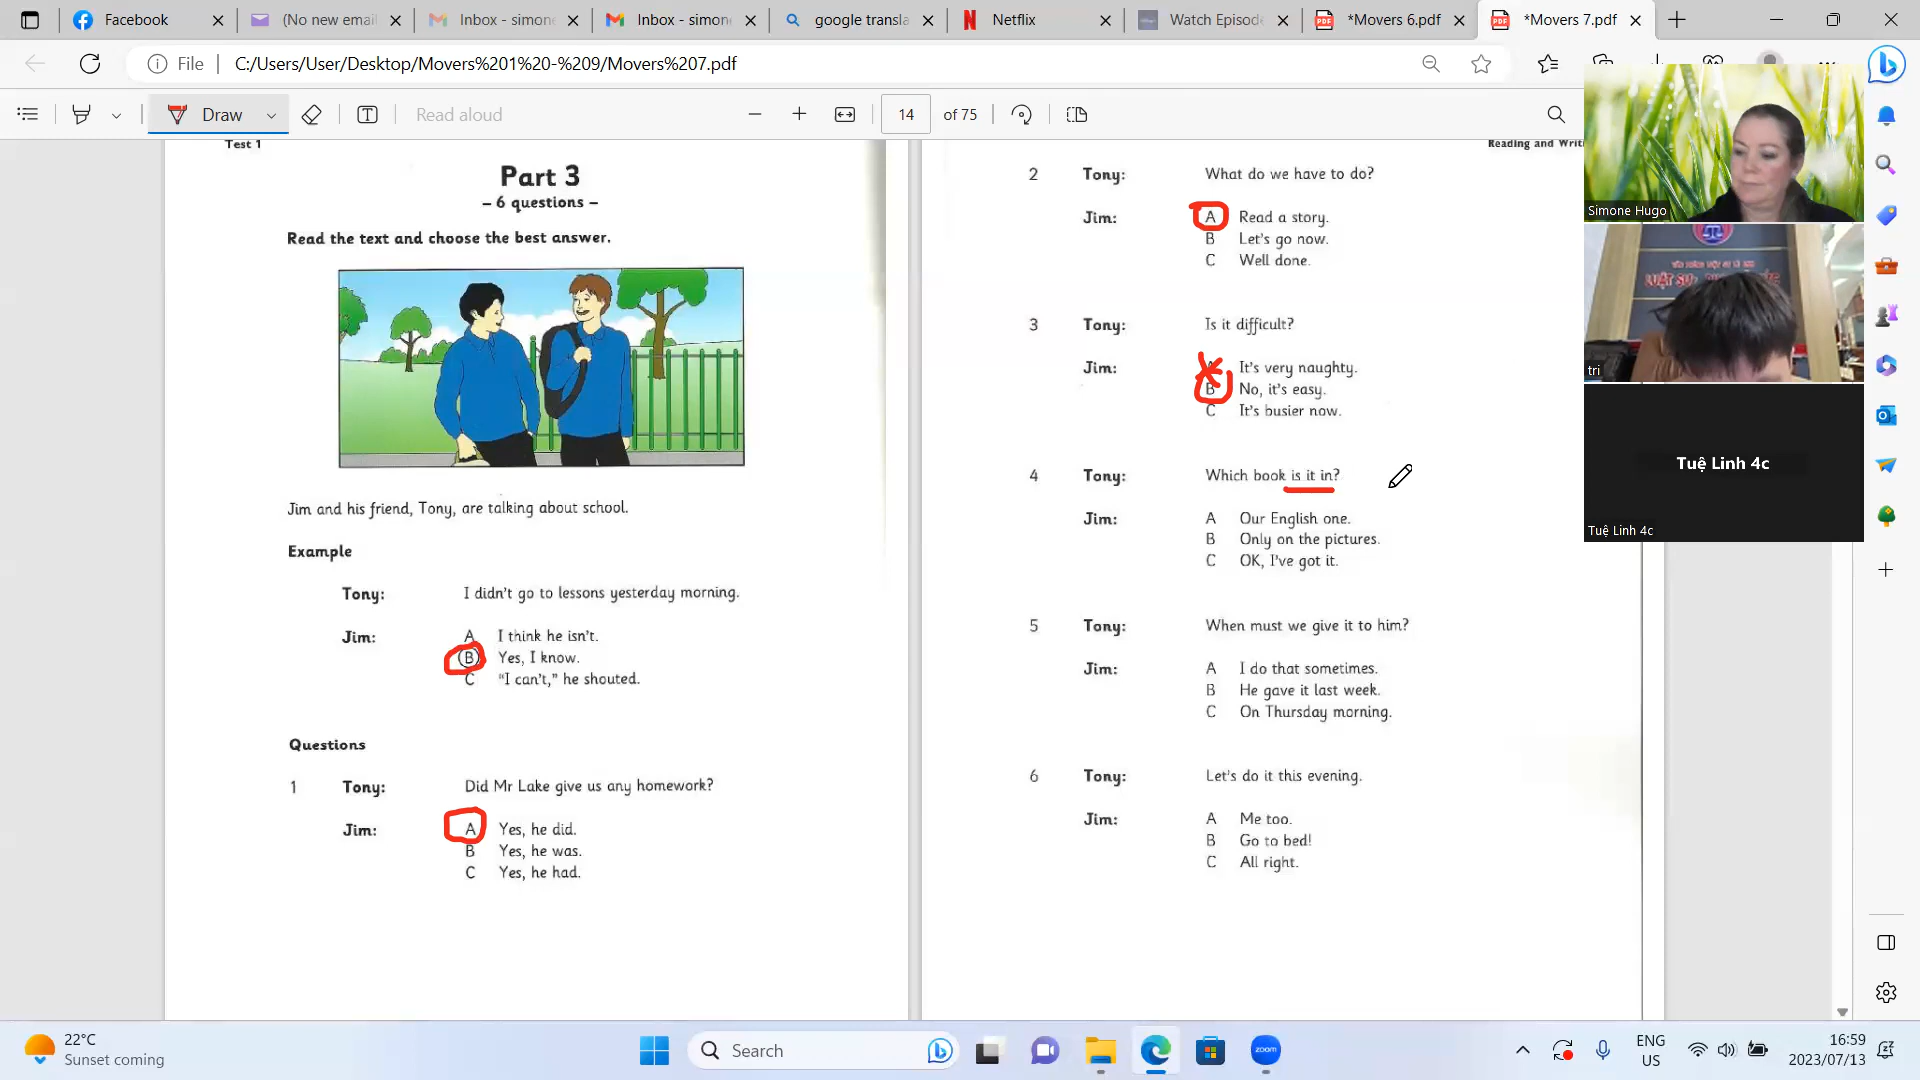 Facebook
(No new email
Inbox - simon
Inbox - simon
google transla
Netflix
Watch Episode
*Movers 6.pdf
*Movers 7.pdf
File
C:/Users/User/Desktop/Movers%201%20-%209/Movers%207.pdf
Draw
Read aloud
14
of 75
Test 1
Part 3
– 6 questions –
Read the text and choose the best answer.
Jim and his friend, Tony, are talking about school.
Example
Tony: I didn't go to lessons yesterday morning.
Jim: A I think he isn't.
B Yes, I know.
C "I can't," he shouted.
Questions
1 Tony: Did Mr Lake give us any homework?
Jim: A Yes, he did.
B Yes, he was.
C Yes, he had.
Reading and Writi
2 Tony: What do we have to do?
Jim: A Read a story.
B Let's go now.
C Well done.
3 Tony: Is it difficult?
Jim: It's very naughty.
B No, it's easy.
C It's busier now.
4 Tony: Which book is it in?
Jim: A Our English one.
B Only on the pictures.
C OK, I've got it.
5 Tony: When must we give it to him?
Jim: A I do that sometimes.
B He gave it last week.
C On Thursday morning.
6 Tony: Let's do it this evening.
Jim: A Me too.
B Go to bed!
C All right.
Simone Hugo
LUẬT SƯ
tri
Tuệ Linh 4c
Tuệ Linh 4c
22°C
Sunset coming
Search
zoom
ENG
US
16:59
2023/07/13